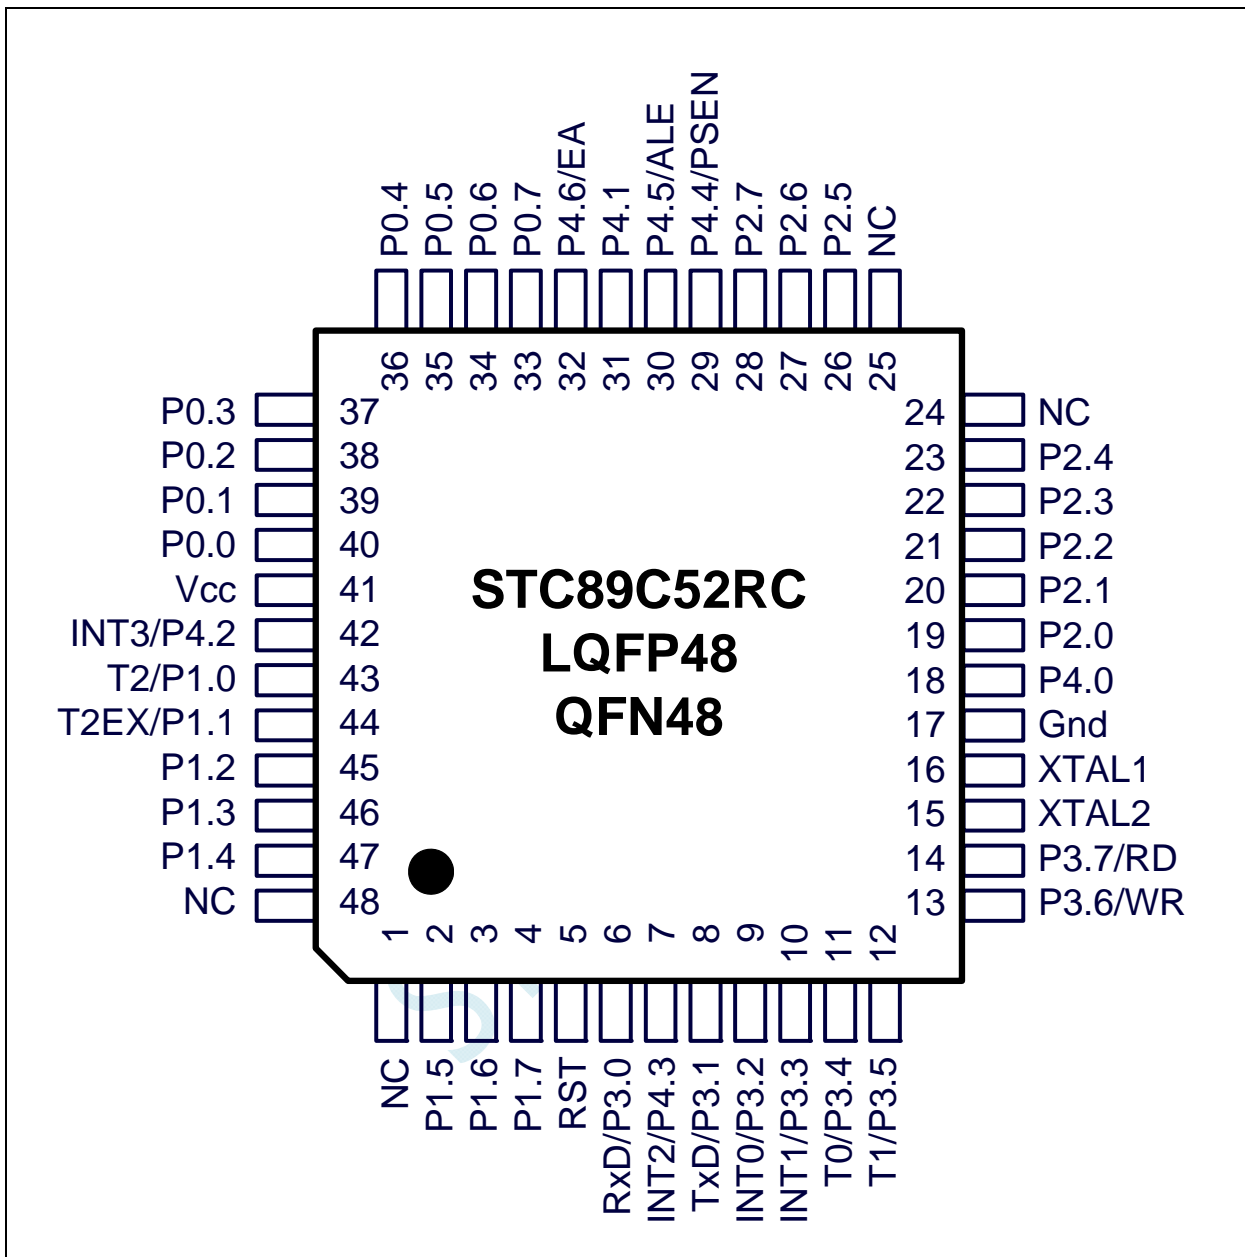 P0.4
P0.5
P0.6
P0.7
P4.6/EA
P4.1
P4.5/ALE
P4.4/PSEN
P2.7
P2.6
P2.5
NC
36
35
34
33
32
31
30
29
28
27
26
25
P0.3 37
P0.2 38
P0.1 39
P0.0 40
Vcc 41
INT3/P4.2 42
T2/P1.0 43
T2EX/P1.1 44
P1.2 45
P1.3 46
P1.4 47
NC 48
STC89C52RC
LQFP48
QFN48
24 NC
23 P2.4
22 P2.3
21 P2.2
20 P2.1
19 P2.0
18 P4.0
17 Gnd
16 XTAL1
15 XTAL2
14 P3.7/RD
13 P3.6/WR
1
2
3
4
5
6
7
8
9
10
11
12
NC
P1.5
P1.6
P1.7
RST
RxD/P3.0
INT2/P4.3
TxD/P3.1
INT0/P3.2
INT1/P3.3
T0/P3.4
T1/P3.5